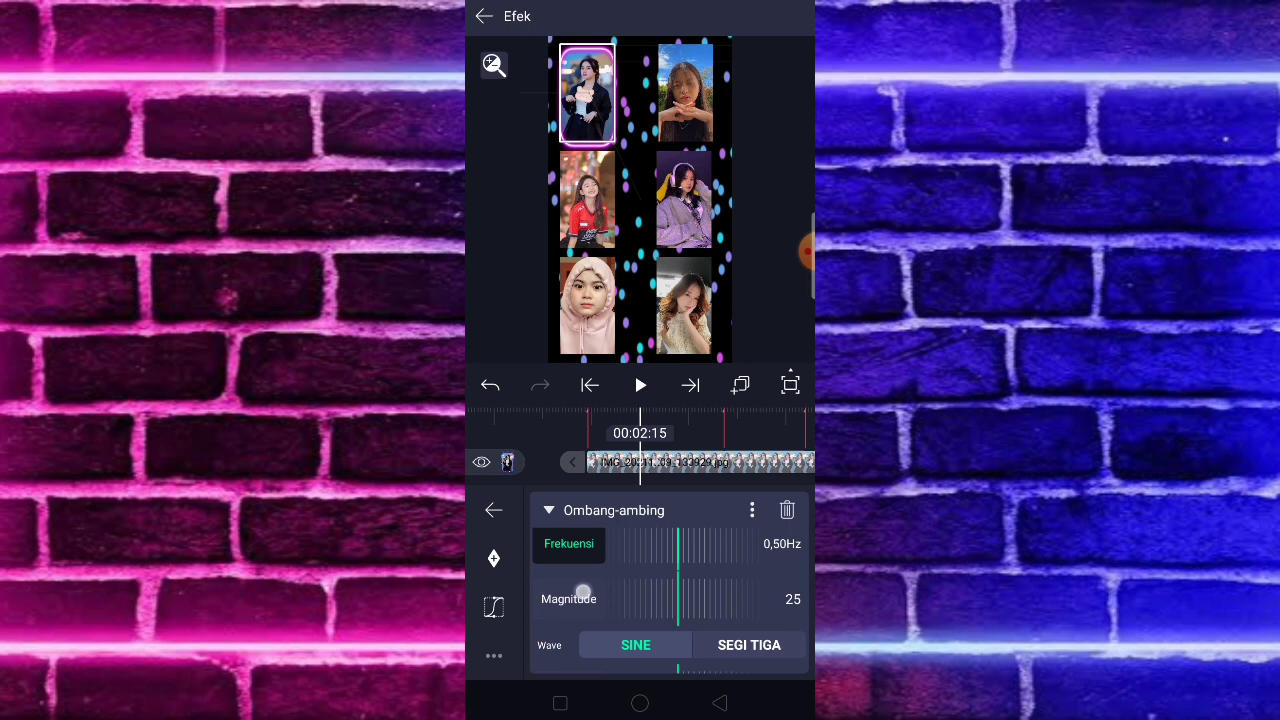 Efek
00:02:15
Ombang-ambing
Frekuensi
0,50Hz
Magnitude
25
Wave
SINE
SEGI TIGA